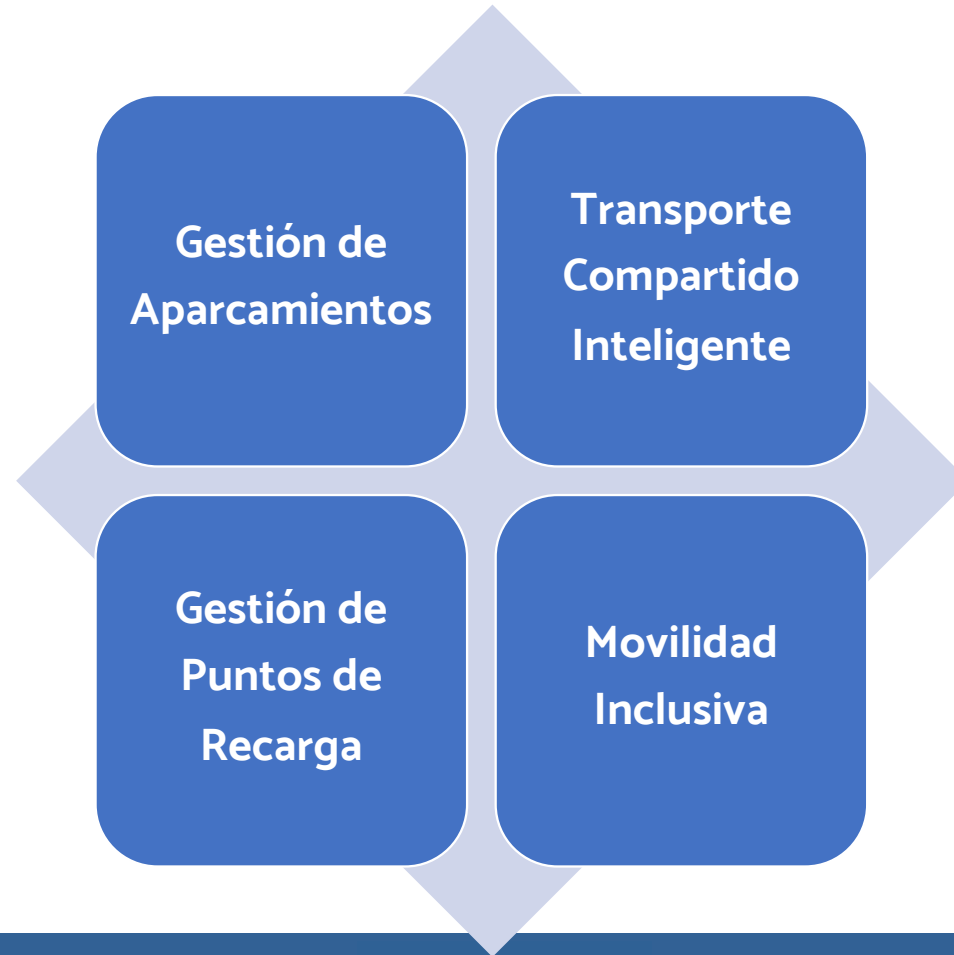 Gestión de
Aparcamientos
Transporte
Compartido
Inteligente
Gestión de
Puntos de
Recarga
Movilidad
Inclusiva